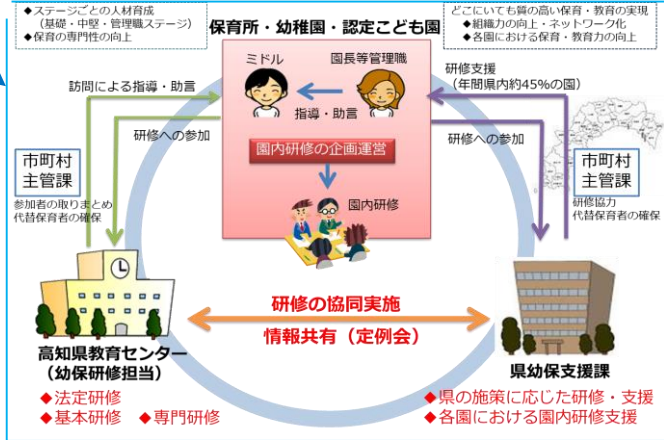 ◆ステージごとの人材育成
（基礎・中堅・管理職ステージ）
◆保育の専門性の向上
保育所・幼稚園・認定こども園
どこにいても質の高い保育・教育の実現
◆組織力の向上・ネットワーク化
◆各園における保育・教育力の向上
ミドル
園長等管理職
指導・助言
園内研修の企画運営
園内研修
訪問による指導・助言
研修への参加
研修支援
（年間県内約45%の園）
研修への参加
市町村
主管課
参加者の取りまとめ
代替保育者の確保
市町村
主管課
研修協力
代替保育者の確保
研修の協同実施
情報共有（定例会）
高知県教育センター
（幼保研修担当）
◆法定研修
◆基本研修　◆専門研修
県幼保支援課
◆県の施策に応じた研修・支援
◆各園における園内研修支援